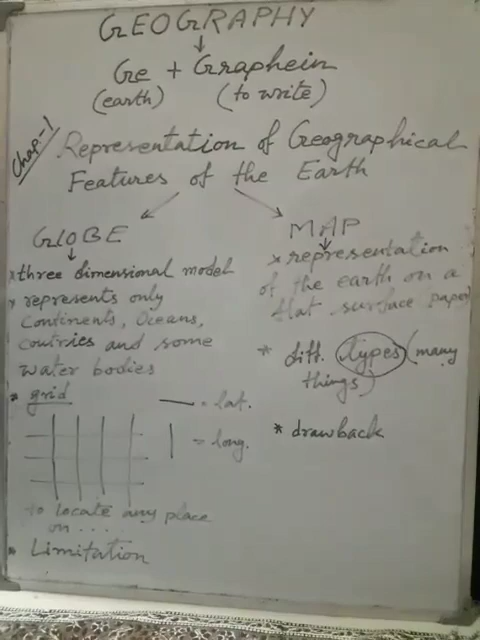 GEOGRAPHY
Ge + Graphein
(earth) (to write)
Chap-1
Representation of Geographical
Features of the Earth
GlOBE
* three dimensional model
* represents only
Continents, Oceans,
Coutries and some
water bodies
* grid
— = lat.
| = long.
to locate any place
on ....
* Limitation
MAP
* representation
of the earth on a
flat surface paper
* diff. types (many
things)
* drawback